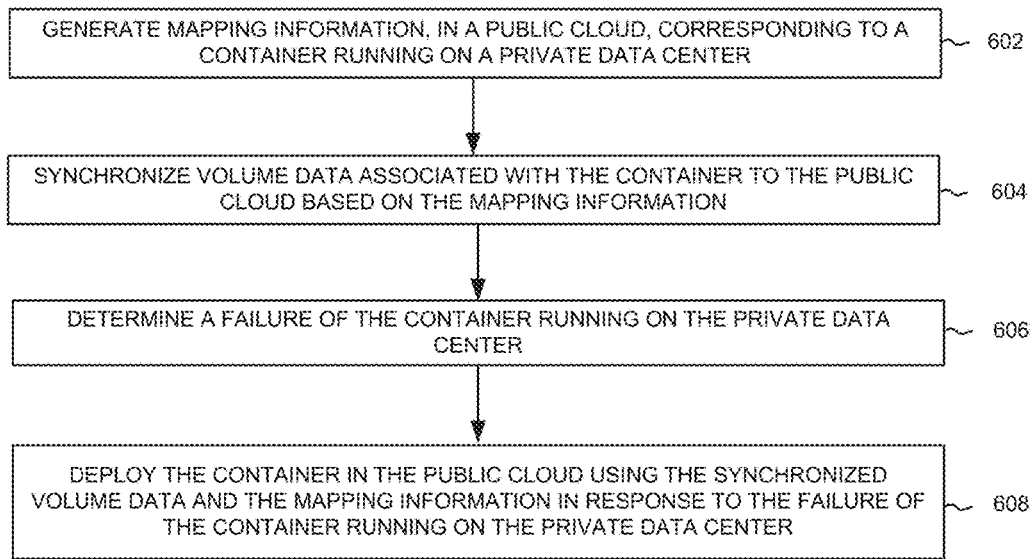 GENERATE MAPPING INFORMATION, IN A PUBLIC CLOUD, CORRESPONDING TO A
CONTAINER RUNNING ON A PRIVATE DATA CENTER
602
SYNCHRONIZE VOLUME DATA ASSOCIATED WITH THE CONTAINER TO THE PUBLIC
CLOUD BASED ON THE MAPPING INFORMATION
604
DETERMINE A FAILURE OF THE CONTAINER RUNNING ON THE PRIVATE DATA
CENTER
606
DEPLOY THE CONTAINER IN THE PUBLIC CLOUD USING THE SYNCHRONIZED
VOLUME DATA AND THE MAPPING INFORMATION IN RESPONSE TO THE FAILURE OF
THE CONTAINER RUNNING ON THE PRIVATE DATA CENTER
608